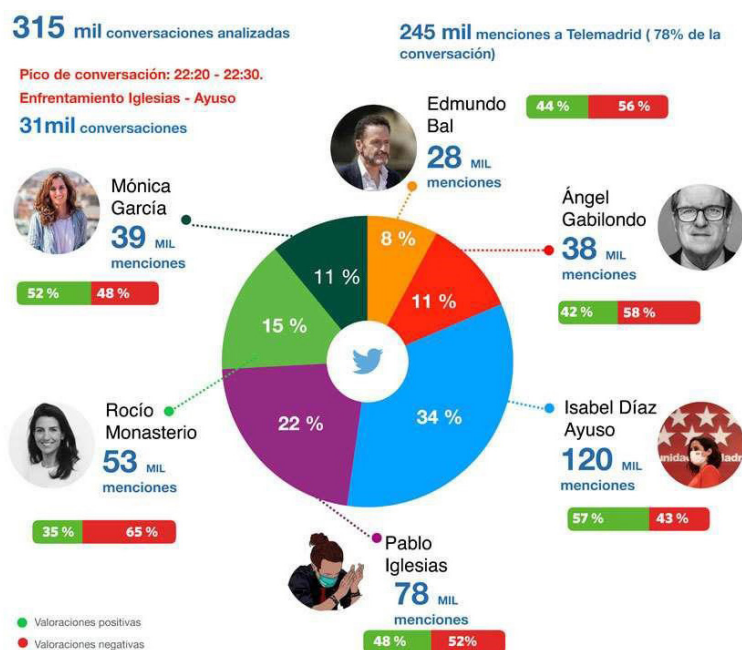 315 mil conversaciones analizadas
245 mil menciones a Telemadrid ( 78% de la
conversación)
Pico de conversación: 22:20 - 22:30.
Enfrentamiento Iglesias - Ayuso
31mil conversaciones
Edmundo
Bal
28 MIL
menciones
44 % 56 %
Mónica
García
39 MIL
menciones
52 % 48 %
Ángel
Gabilondo
38 MIL
menciones
42 % 58 %
11 %
8 %
11 %
15 %
22 %
34 %
Rocío
Monasterio
53 MIL
menciones
35 % 65 %
Isabel Díaz
Ayuso
120 MIL
menciones
57 % 43 %
Pablo
Iglesias
78 MIL
menciones
48 % 52%
Valoraciones positivas
Valoraciones negativas